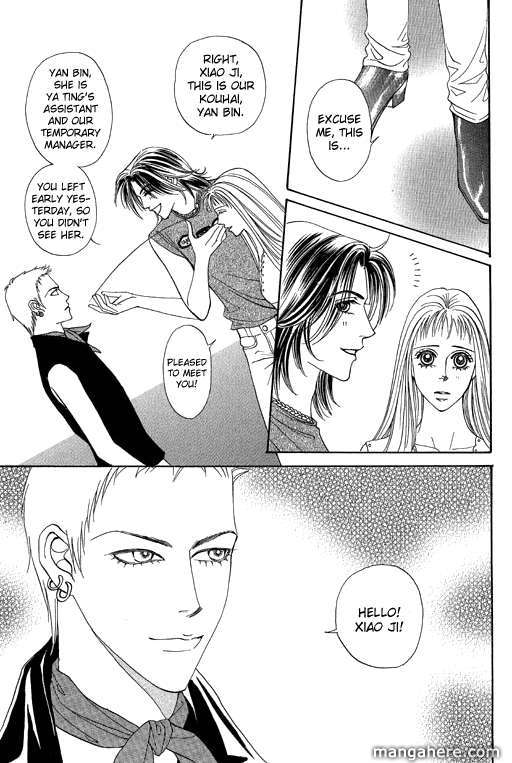 EXCUSE
ME, THIS
IS...
RIGHT,
XIAO JI,
THIS IS OUR
KOUHAI,
YAN BIN.
YAN BIN,
SHE IS
YA TING'S
ASSISTANT
AND OUR
TEMPORARY
MANAGER.
YOU LEFT
EARLY YES-
TERDAY, SO
YOU DIDN'T
SEE HER.
PLEASED
TO MEET
YOU!
HELLO!
XIAO JI!
mangahere.com